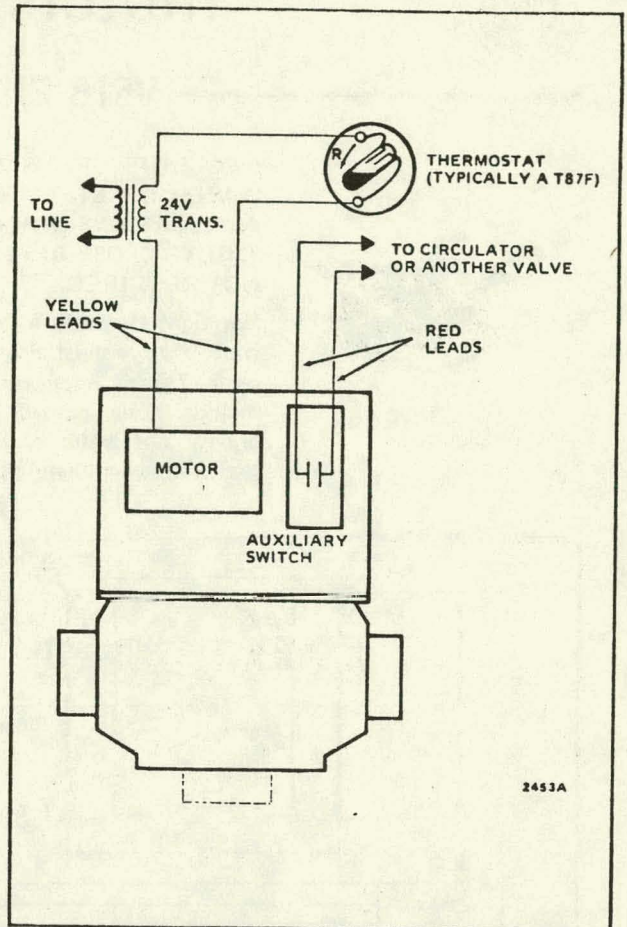 R
THERMOSTAT
(TYPICALLY A T87F)
TO
LINE
24V
TRANS.
TO CIRCULATOR
OR ANOTHER VALVE
YELLOW
LEADS
RED
LEADS
MOTOR
AUXILIARY
SWITCH
2453A